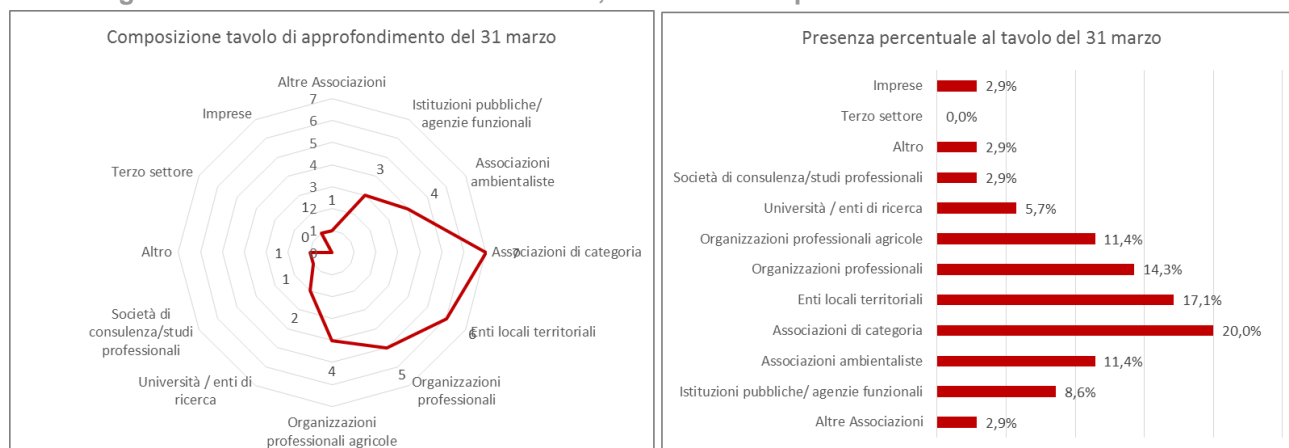 Composizione tavolo di approfondimento del 31 marzo
Altre Associazioni
Istituzioni pubbliche/
agenzie funzionali
Associazioni
ambientaliste
Associazioni di categoria
Enti locali territoriali
Organizzazioni
professionali
Organizzazioni
professionali agricole
Università / enti di
ricerca
Società di
consulenza/studi
professionali
Altro
Terzo settore
Imprese
7
6
5
4
3
2
1
0
1
3
4
7
6
5
4
2
1
1
0
1
Presenza percentuale al tavolo del 31 marzo
Imprese 2,9%
Terzo settore 0,0%
Altro 2,9%
Società di consulenza/studi professionali 2,9%
Università / enti di ricerca 5,7%
Organizzazioni professionali agricole 11,4%
Organizzazioni professionali 14,3%
Enti locali territoriali 17,1%
Associazioni di categoria 20,0%
Associazioni ambientaliste 11,4%
Istituzioni pubbliche/ agenzie funzionali 8,6%
Altre Associazioni 2,9%